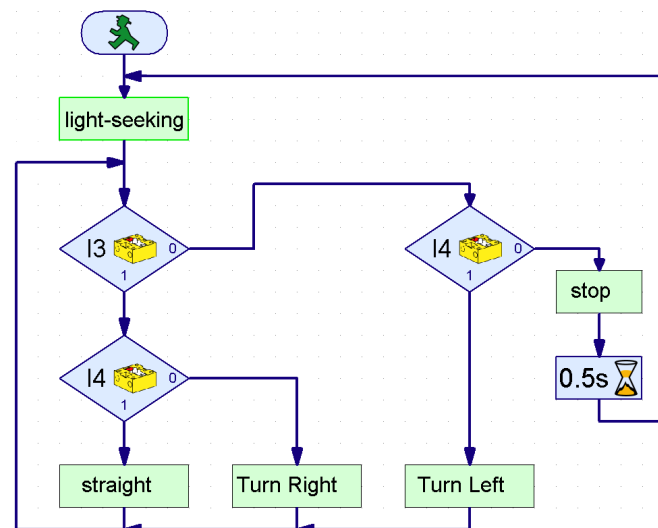 light-seeking
I3
0
1
I4
0
1
stop
0.5s
I4
0
1
straight
Turn Right
Turn Left